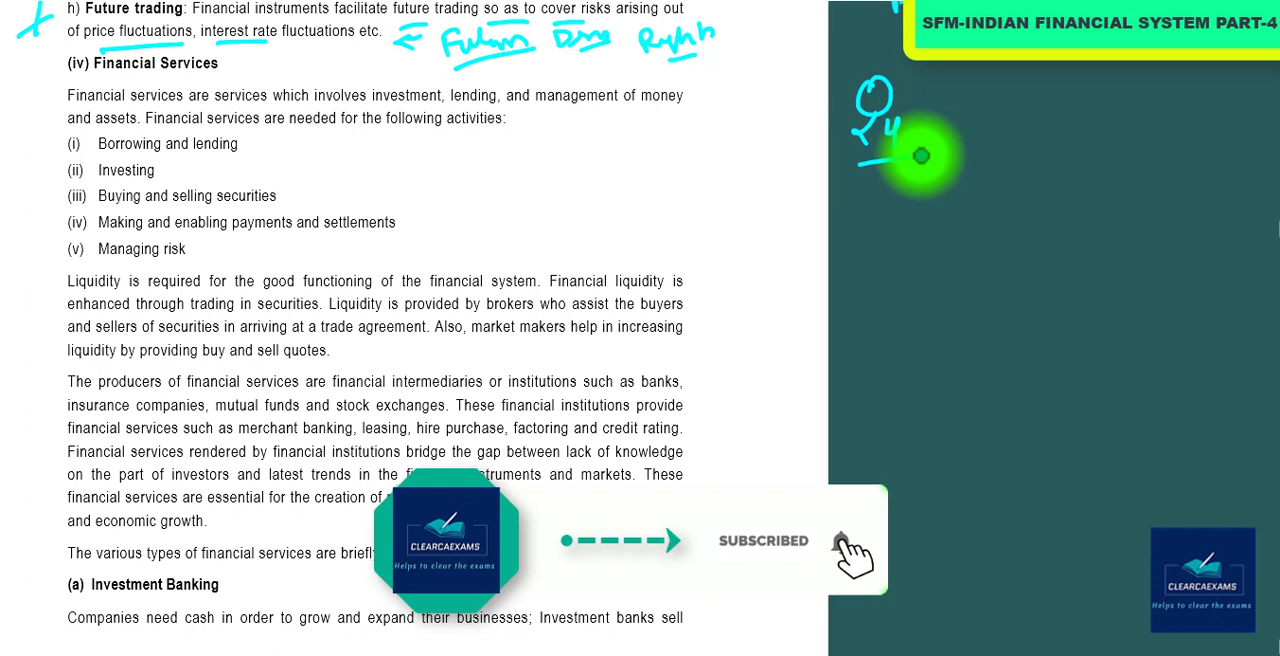 h) Future trading: Financial instruments facilitate future trading so as to cover risks arising out
of price fluctuations, interest rate fluctuations etc.
(iv) Financial Services
Financial services are services which involves investment, lending, and management of money
and assets. Financial services are needed for the following activities:
(i) Borrowing and lending
(ii) Investing
(iii) Buying and selling securities
(iv) Making and enabling payments and settlements
(v) Managing risk
Liquidity is required for the good functioning of the financial system. Financial liquidity is
enhanced through trading in securities. Liquidity is provided by brokers who assist the buyers
and sellers of securities in arriving at a trade agreement. Also, market makers help in increasing
liquidity by providing buy and sell quotes.
The producers of financial services are financial intermediaries or institutions such as banks,
insurance companies, mutual funds and stock exchanges. These financial institutions provide
financial services such as merchant banking, leasing, hire purchase, factoring and credit rating.
Financial services rendered by financial institutions bridge the gap between lack of knowledge
on the part of investors and latest trends in the
These
financial services are essential for the creation of
and economic growth.
The various types of financial services are
(a) Investment Banking
Companies need cash in order to grow and expand their businesses; Investment banks sell
SFM-INDIAN FINANCIAL SYSTEM PART-4
Q4
CLEARCAEXAMS
Helps to clear the exams
SUBSCRIBED
CLEARCAEXAMS
Helps to clear the exams